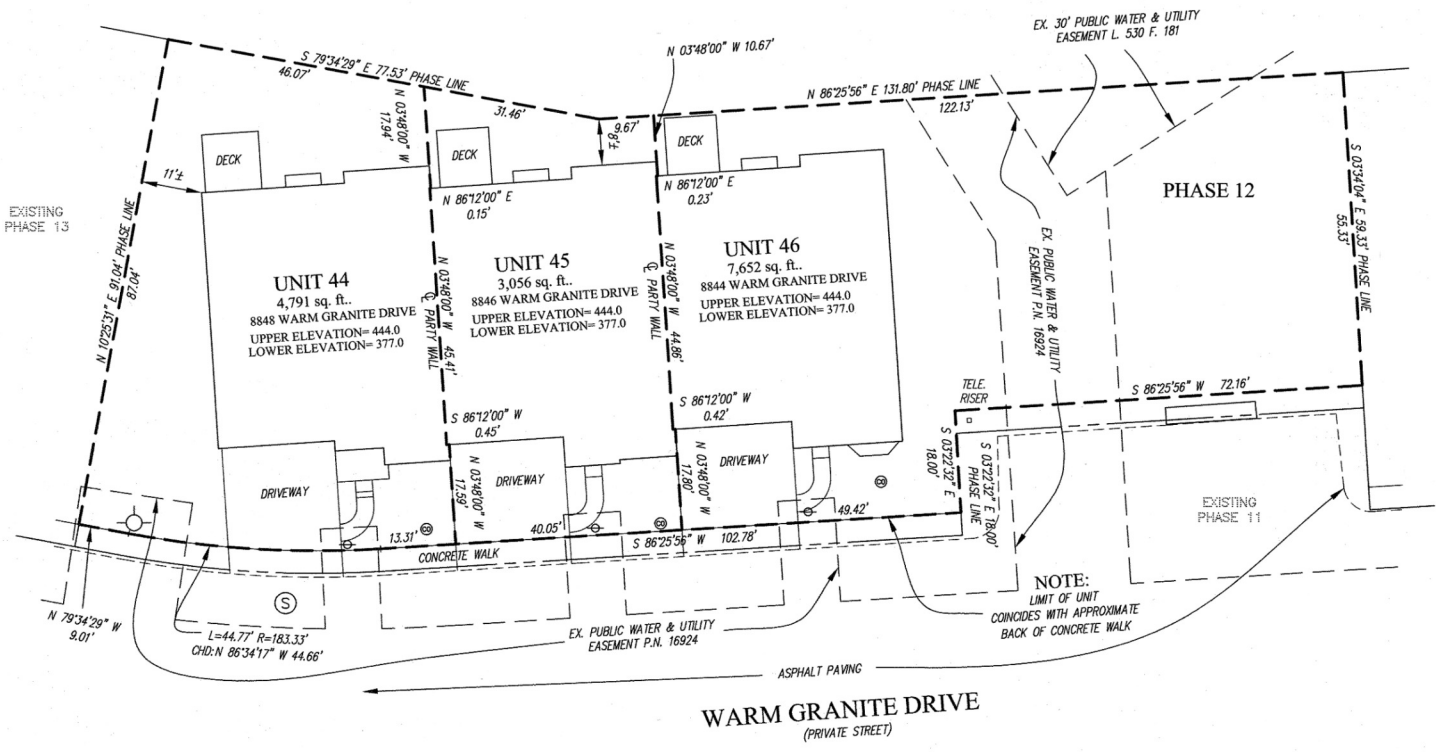 EX. 30' PUBLIC WATER & UTILITY
EASEMENT L. 530 F. 181
N 03°48'00" W 10.67'
S 79°34'29" E 77.53' PHASE LINE
46.07'
31.46'
N 86°25'56" E 131.80' PHASE LINE
122.13'
9.67'
8'±
N 03°48'00" W
17.94'
DECK
DECK
DECK
11'±
EXISTING
PHASE 13
N 10°25'31" E 91.04' PHASE LINE
87.04'
N 86°12'00" E
0.15'
N 86°12'00" E
0.23'
PHASE 12
S 03°34'04" E 59.33' PHASE LINE
55.33'
UNIT 44
4,791 sq. ft..
8848 WARM GRANITE DRIVE
UPPER ELEVATION= 444.0
LOWER ELEVATION= 377.0
N 03°48'00" W 45.41'
℄ PARTY WALL
UNIT 45
3,056 sq. ft..
8846 WARM GRANITE DRIVE
UPPER ELEVATION= 444.0
LOWER ELEVATION= 377.0
N 03°48'00" W 44.86'
℄ PARTY WALL
UNIT 46
7,652 sq. ft..
8844 WARM GRANITE DRIVE
UPPER ELEVATION= 444.0
LOWER ELEVATION= 377.0
EX. PUBLIC WATER & UTILITY
EASEMENT P.N. 16924
TELE.
RISER
S 86°25'56" W 72.16'
S 86°12'00" W
0.45'
S 86°12'00" W
0.42'
DRIVEWAY
DRIVEWAY
DRIVEWAY
N 03°48'00" W
17.59'
N 03°48'00" W
17.80'
S 03°22'32" E
18.00'
S 03°22'32" E 18.00'
PHASE LINE
EXISTING
PHASE 11
13.31'
40.05'
49.42'
CONCRETE WALK
S 86°25'56" W 102.78'
N 79°34'29" W
9.01'
S
L=44.77' R=183.33'
CHD: N 86°34'17" W 44.66'
EX. PUBLIC WATER & UTILITY
EASEMENT P.N. 16924
NOTE:
LIMIT OF UNIT
COINCIDES WITH APPROXIMATE
BACK OF CONCRETE WALK
ASPHALT PAVING
WARM GRANITE DRIVE
(PRIVATE STREET)